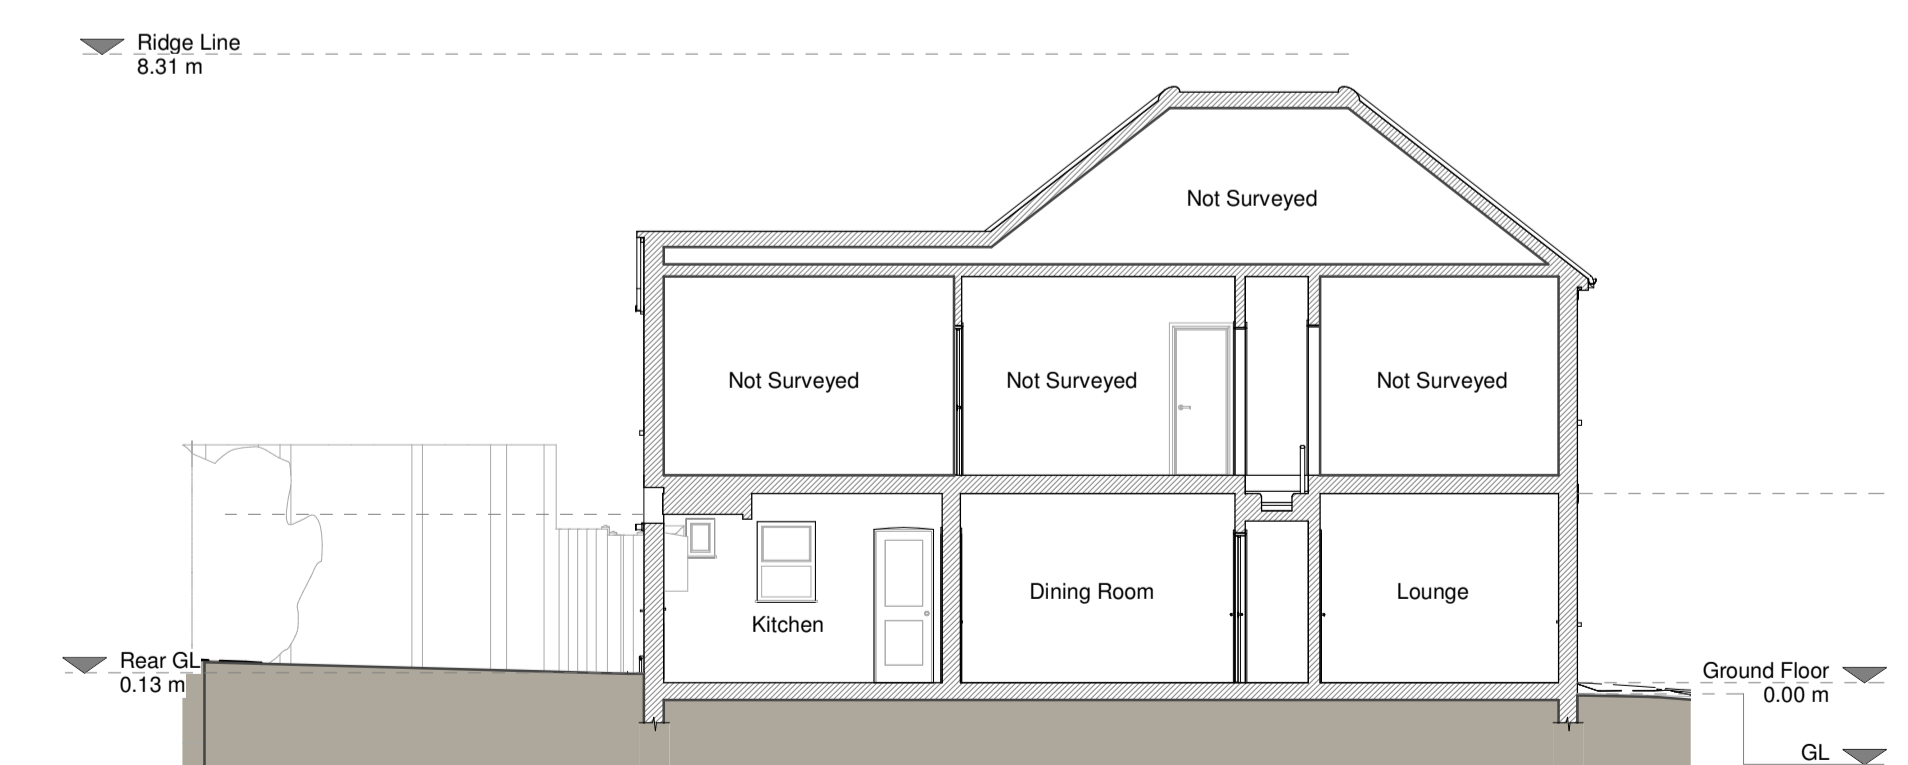 Ridge Line
8.31 m
Not Surveyed
Not Surveyed
Not Surveyed
Not Surveyed
Dining Room
Lounge
Kitchen
Rear GL
0.13 m
Ground Floor
0.00 m
GL